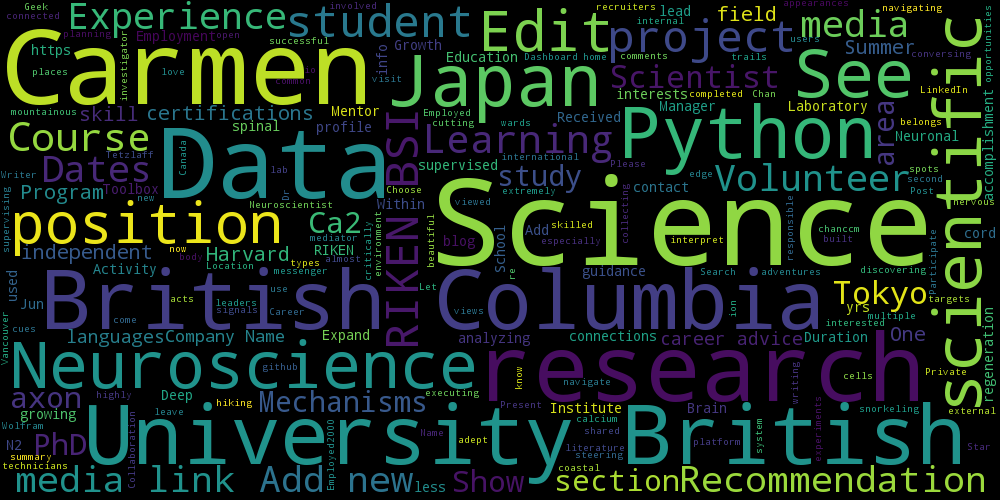 Geek
connected
Experience
student
planning
Employment
open
successful
Carmen
https
places
mountainous
investigator
love
skill
certifications
info
Growth
visit
Edit
recruiters
involved
internal
Education
Dashboard
home
project
comments
lead
field
media
appearances
navigating
users
conversing
Summer
trails
See
Japan
Scientist
interests
completed
Chan
Manager
Laboratory
LinkedIn
opportunities
accomplishment
scientific
Course
spinal
Mentor
profile
Employed
cutting
wards
Received
Learning
Python
area
belongs
Neuronal
Dates
Tetzlaff
Toolbox
new
Canada
Data
lab
Dr
BSI
RIKEN
supervised
international
Please
study
extremely
viewed
contact
edge
Volunteer
spots
second
Post
nervous
Writer
Program
supervising
position
Neuroscientist
Choose
Within
Ca2
RIKEN
mediator
almost
environment
critically
beautiful
blog
School
Add
skilled
especially
Science
collecting
interpret
responsible
chanccm
built
cord
independent
now
body
Harvard
Location
types
messenger
Activity
used
Jun
cues
acts
leaders
signals
use
Career
come
Let
re
guidance
Search
adventures
discovering
Participate
British Columbia
views
ion
Tokyo
yrs
multiple
targets
regeneration
Vancouver
languages
Company Name
Expand
analyzing
connections
career advice
Duration
interested
One
Neuroscience
github
know
navigate
research
cells
writing
Private
axon
highly
Deep
hiking
Mechanisms
executing
growing
leave
Wolfram
Present
Institute
calcium
Brain
shared
platform
literature
steering
system
experiments
snorkeling
external
N2
PhD
summary
technicians
Collaboration
University British
Name
adept
Star
coastal
media link
Add new
Employed2000
less
Show
section
Recommendation